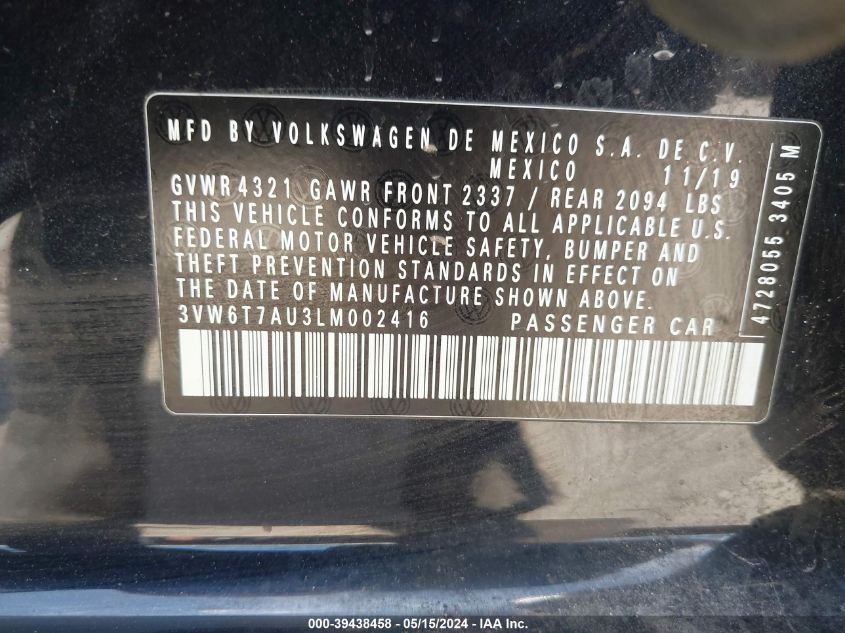 MFD BY VOLKSWAGEN DE MEXICO S.A. DE C.V.
MEXICO 11/19
GVWR 4321 GAWR FRONT 2337 / REAR 2094 LBS
THIS VEHICLE CONFORMS TO ALL APPLICABLE U.S.
FEDERAL MOTOR VEHICLE SAFETY, BUMPER AND
THEFT PREVENTION STANDARDS IN EFFECT ON
THE DATE OF MANUFACTURE SHOWN ABOVE.
3VW6T7AU3LM002416 PASSENGER CAR
4728055 3405 M
000-39438458 - 05/15/2024 - IAA, Inc.